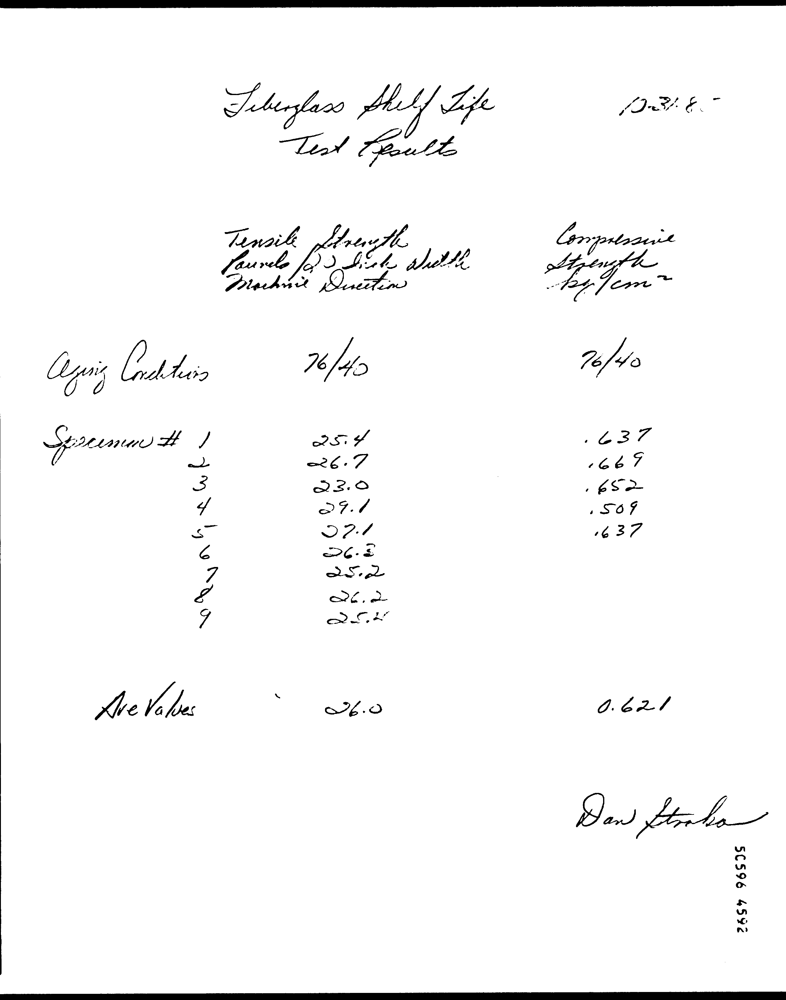 Fiberglass Shelf Life 12-31-85
Test Results
Tensile Strength Compressive
Pounds / Inch Width Strength
Machine Direction kg/cm²
Aging Conditions 76/40 76/40
Specimen # 1 25.4 .637
2 26.7 .669
3 23.0 .652
4 29.1 .509
5 27.1 .637
6 26.3
7 25.2
8 26.2
9 25.4
Ave Values 26.0 0.621
Dan Straka
50596 4592